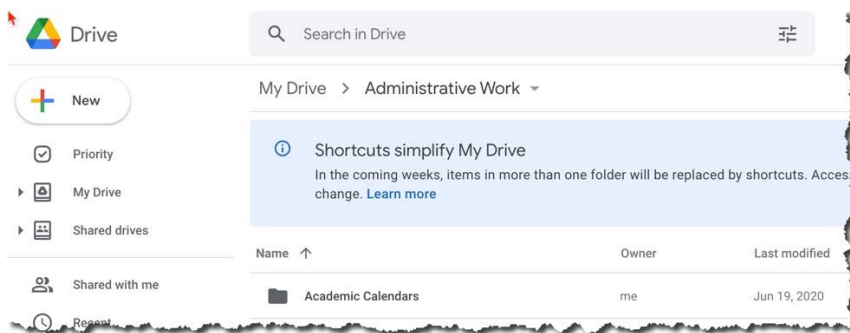 Drive
Search in Drive
New
My Drive > Administrative Work
Priority
My Drive
Shared drives
Shared with me
Recent
Shortcuts simplify My Drive
In the coming weeks, items in more than one folder will be replaced by shortcuts. Acces
change. Learn more
Name Owner Last modified
Academic Calendars me Jun 19, 2020